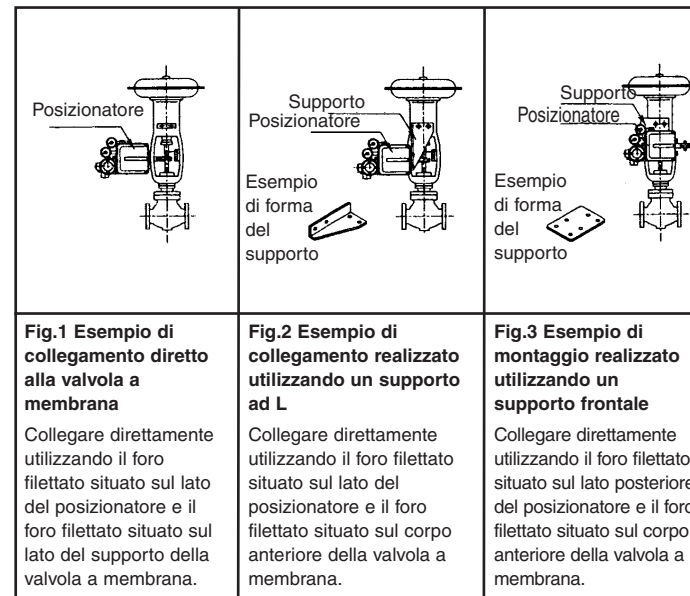 Posizionatore
Supporto
Posizionatore
Esempio
di forma
del
supporto
Supporto
Posizionatore
Esempio
di forma
del
supporto
Fig.1 Esempio di
collegamento diretto
alla valvola a
membrana
Collegare direttamente
utilizzando il foro
filettato situato sul lato
del posizionatore e il
foro filettato situato sul
lato del supporto della
valvola a membrana.
Fig.2 Esempio di
collegamento realizzato
utilizzando un supporto
ad L
Collegare direttamente
utilizzando il foro filettato
situato sul lato del
posizionatore e il foro
filettato situato sul corpo
anteriore della valvola a
membrana.
Fig.3 Esempio di
montaggio realizzato
utilizzando un
supporto frontale
Collegare direttamente
utilizzando il foro filettato
situato sul lato posteriore
del posizionatore e il foro
filettato situato sul corpo
anteriore della valvola a
membrana.